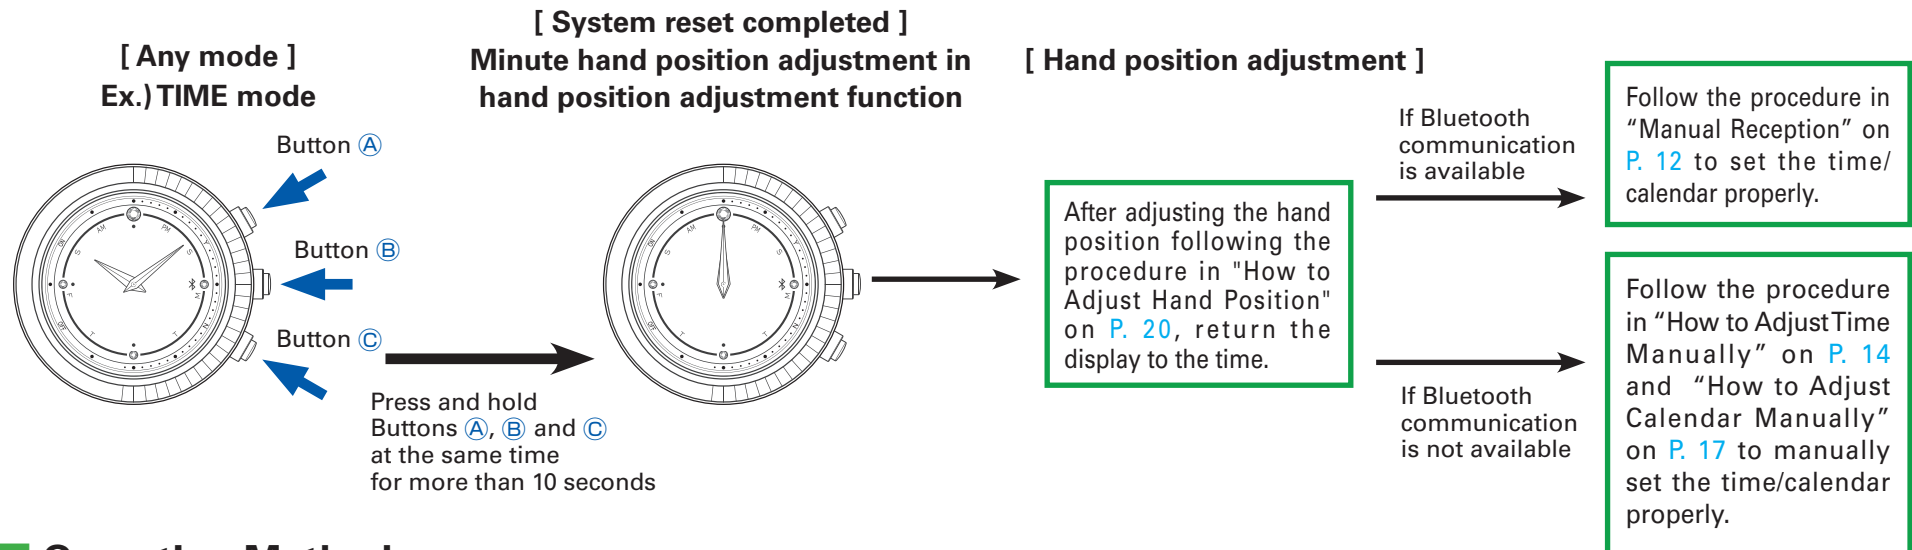 [ Any mode ]
Ex.) TIME mode
[ System reset completed ]
Minute hand position adjustment in
hand position adjustment function
[ Hand position adjustment ]
Button Ⓐ
Button Ⓑ
Button Ⓒ
Press and hold
Buttons Ⓐ, Ⓑ and Ⓒ
at the same time
for more than 10 seconds
After adjusting the hand
position following the
procedure in "How to
Adjust Hand Position"
on P. 20, return the
display to the time.
If Bluetooth
communication
is available
Follow the procedure in
“Manual Reception” on
P. 12 to set the time/
calendar properly.
If Bluetooth
communication
is not available
Follow the procedure
in “How to Adjust Time
Manually” on P. 14
and “How to Adjust
Calendar Manually”
on P. 17 to manually
set the time/calendar
properly.